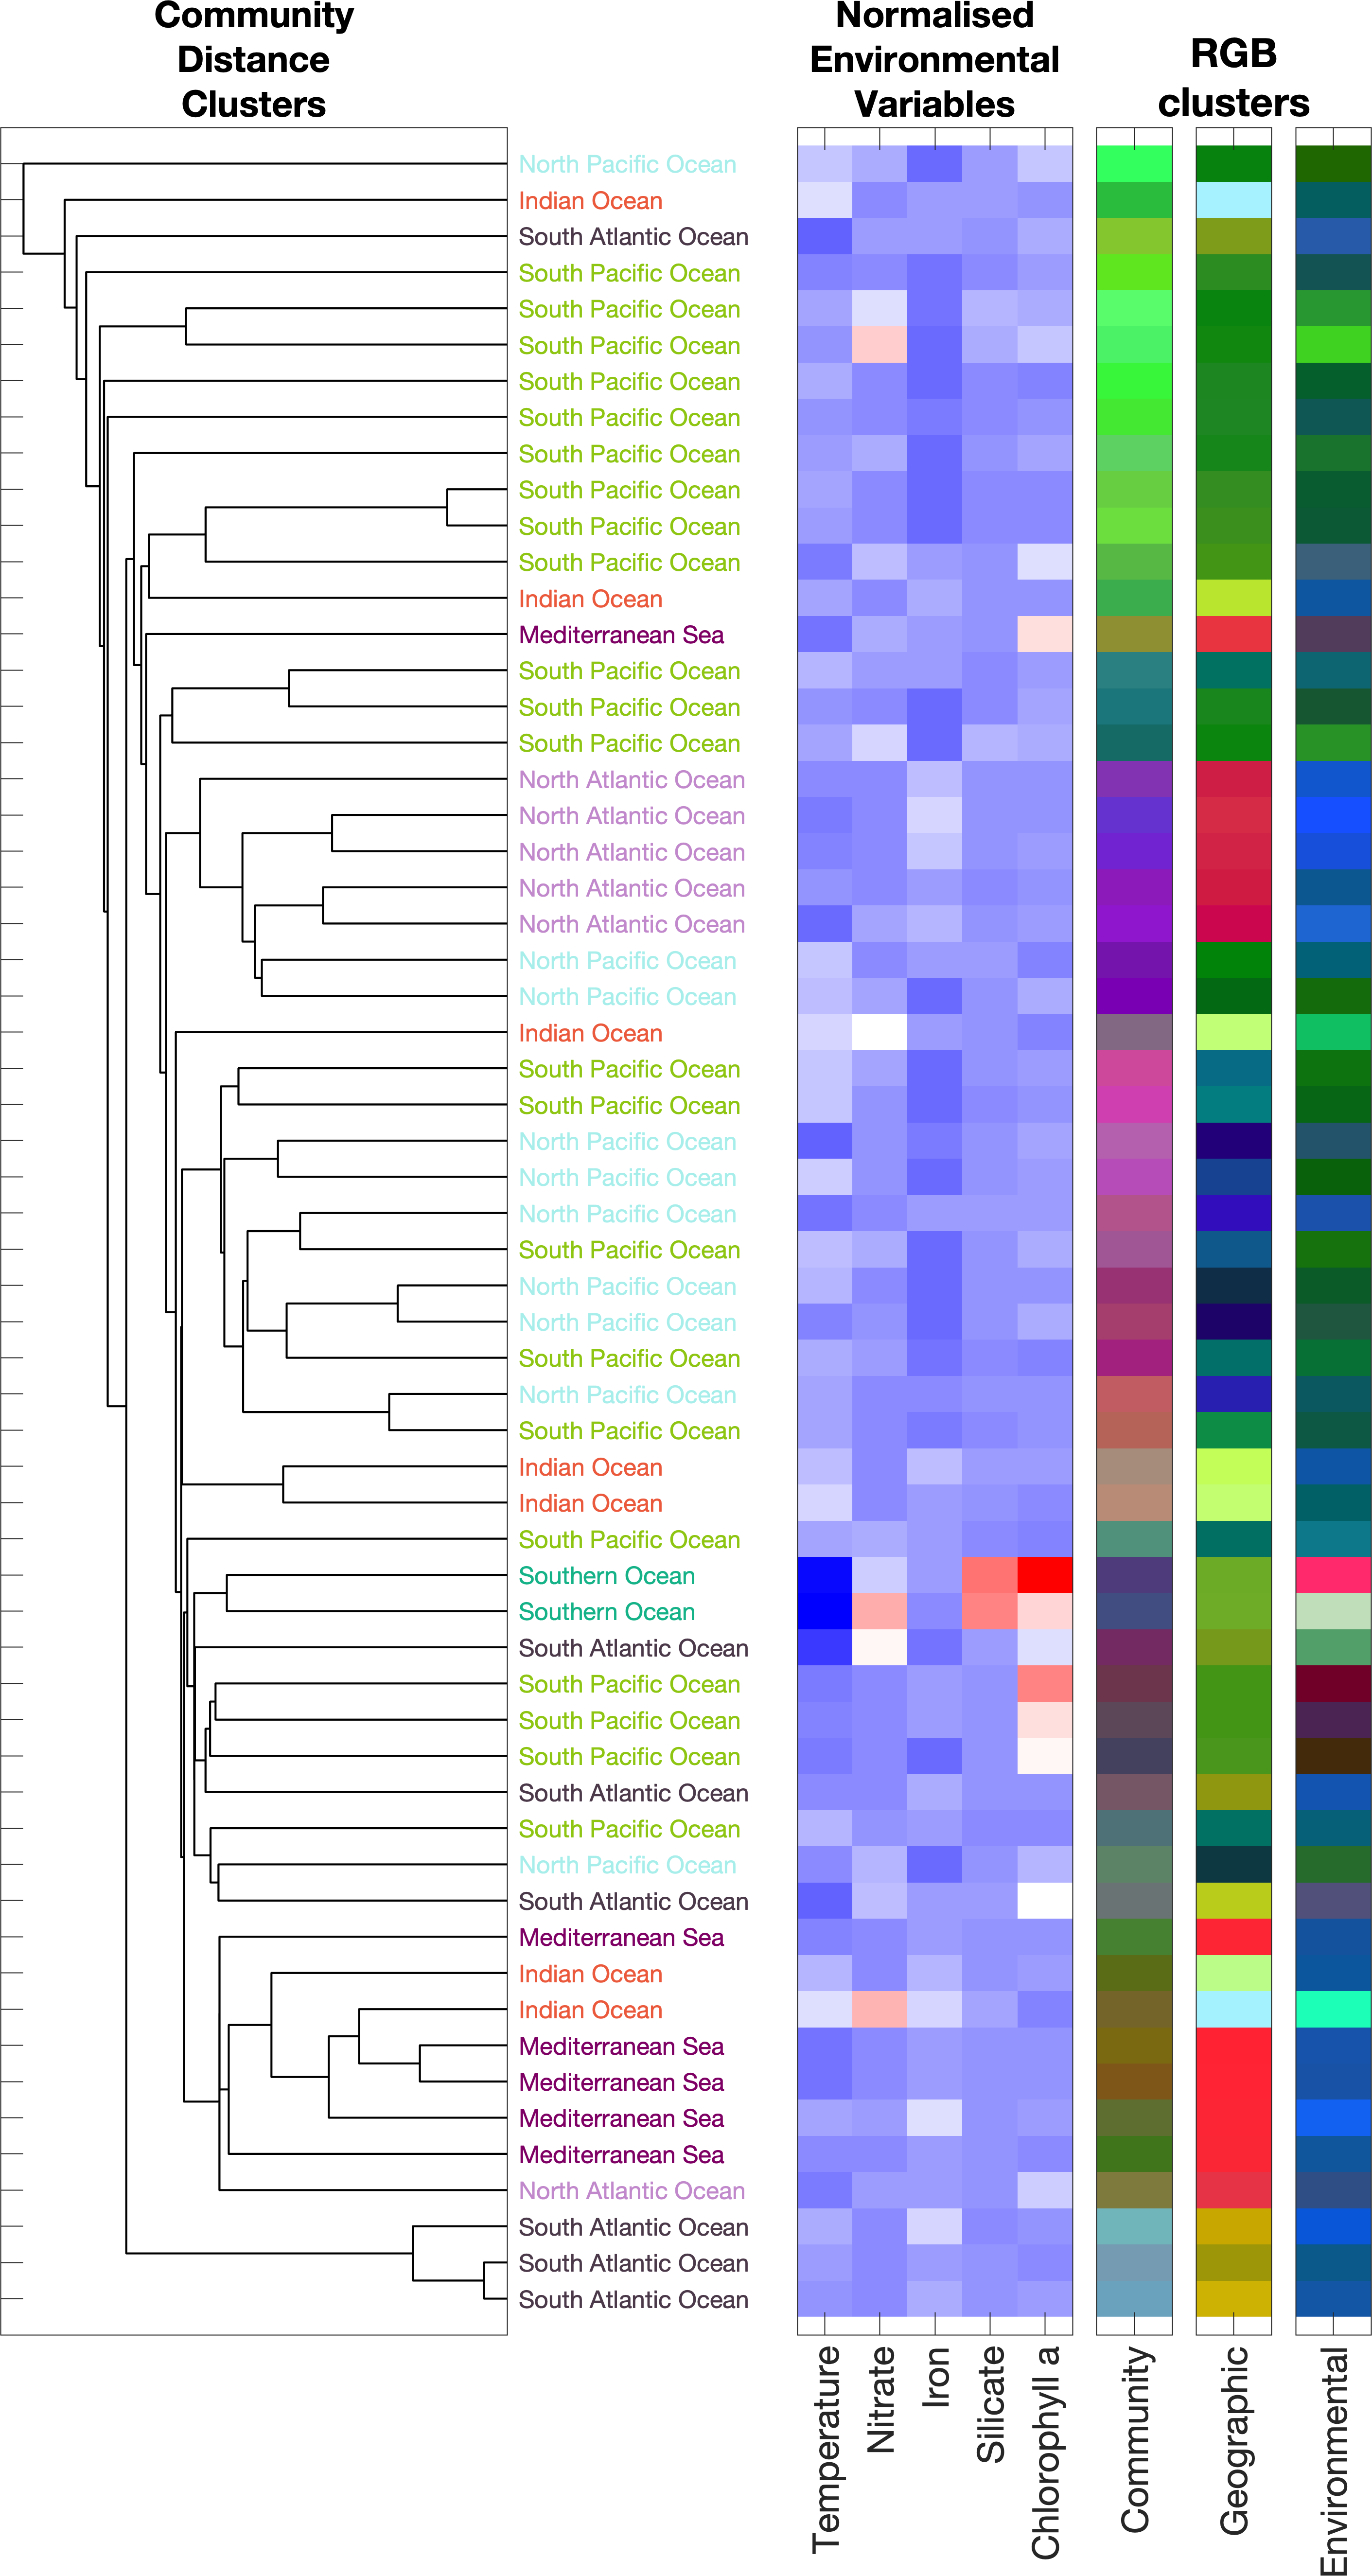 Community
Distance
Clusters
Normalised
Environmental
Variables
RGB
clusters
North Pacific Ocean
Indian Ocean
South Atlantic Ocean
South Pacific Ocean
South Pacific Ocean
South Pacific Ocean
South Pacific Ocean
South Pacific Ocean
South Pacific Ocean
South Pacific Ocean
South Pacific Ocean
South Pacific Ocean
Indian Ocean
Mediterranean Sea
South Pacific Ocean
South Pacific Ocean
South Pacific Ocean
North Atlantic Ocean
North Atlantic Ocean
North Atlantic Ocean
North Atlantic Ocean
North Atlantic Ocean
North Pacific Ocean
North Pacific Ocean
Indian Ocean
South Pacific Ocean
South Pacific Ocean
North Pacific Ocean
North Pacific Ocean
North Pacific Ocean
South Pacific Ocean
North Pacific Ocean
North Pacific Ocean
South Pacific Ocean
North Pacific Ocean
South Pacific Ocean
Indian Ocean
Indian Ocean
South Pacific Ocean
Southern Ocean
Southern Ocean
South Atlantic Ocean
South Pacific Ocean
South Pacific Ocean
South Pacific Ocean
South Atlantic Ocean
South Pacific Ocean
North Pacific Ocean
South Atlantic Ocean
Mediterranean Sea
Indian Ocean
Indian Ocean
Mediterranean Sea
Mediterranean Sea
Mediterranean Sea
Mediterranean Sea
North Atlantic Ocean
South Atlantic Ocean
South Atlantic Ocean
South Atlantic Ocean
Temperature
Nitrate
Iron
Silicate
Chlorophyll a
Community
Geographic
Environmental